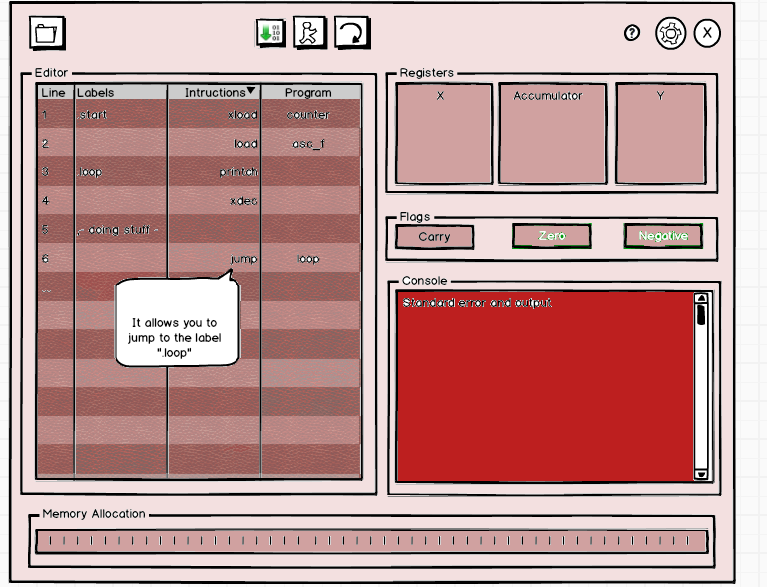 ?
X
Editor
Line Labels Intructions Program
1 .start xload counter
2 load asc_f
3 .loop printch
4 xdec
5 ;- doing stuff -
6 jump loop
...
It allows you to
jump to the label
".loop"
Registers
X Accumulator Y
Flags
Carry Zero Negative
Console
Standard error and output
Memory Allocation